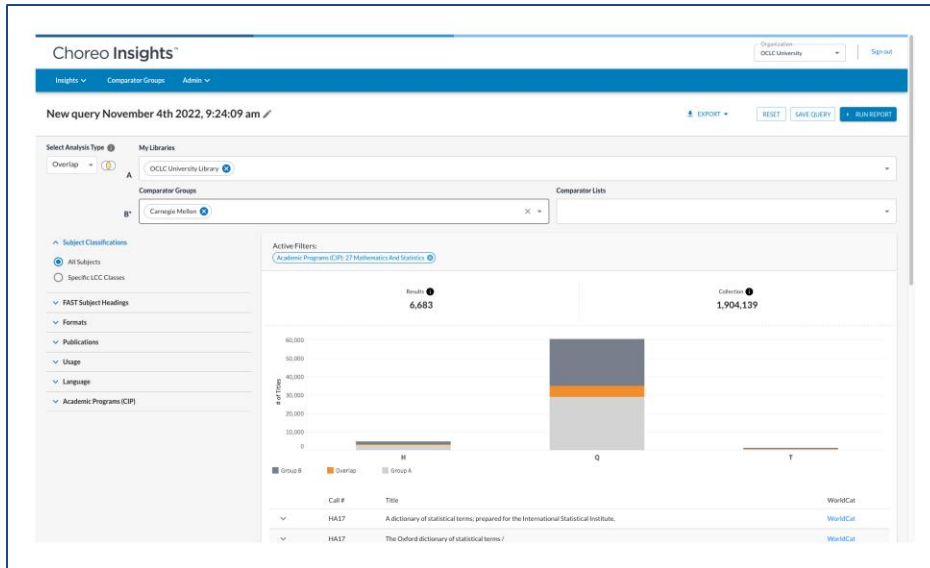 Choreo Insights™
Organization
OCLC University
Sign out
Insights
Comparator Groups
Admin
New query November 4th 2022, 9:24:09 am
EXPORT
RESET
SAVE QUERY
RUN REPORT
Select Analysis Type
My Libraries
Overlap
A
OCLC University Library
Comparator Groups
Comparator Lists
B*
Carnegie Mellon
Subject Classifications
All Subjects
Specific LCC Classes
FAST Subject Headings
Formats
Publications
Usage
Language
Academic Programs (CIP)
Active Filters:
Academic Programs (CIP): 27 Mathematics And Statistics
Results
6,683
Collection
1,904,139
# of Titles
60,000
50,000
40,000
30,000
20,000
10,000
0
H
Q
T
Group B
Overlap
Group A
Call #
Title
WorldCat
HA17
A dictionary of statistical terms; prepared for the International Statistical Institute,
WorldCat
HA17
The Oxford dictionary of statistical terms /
WorldCat